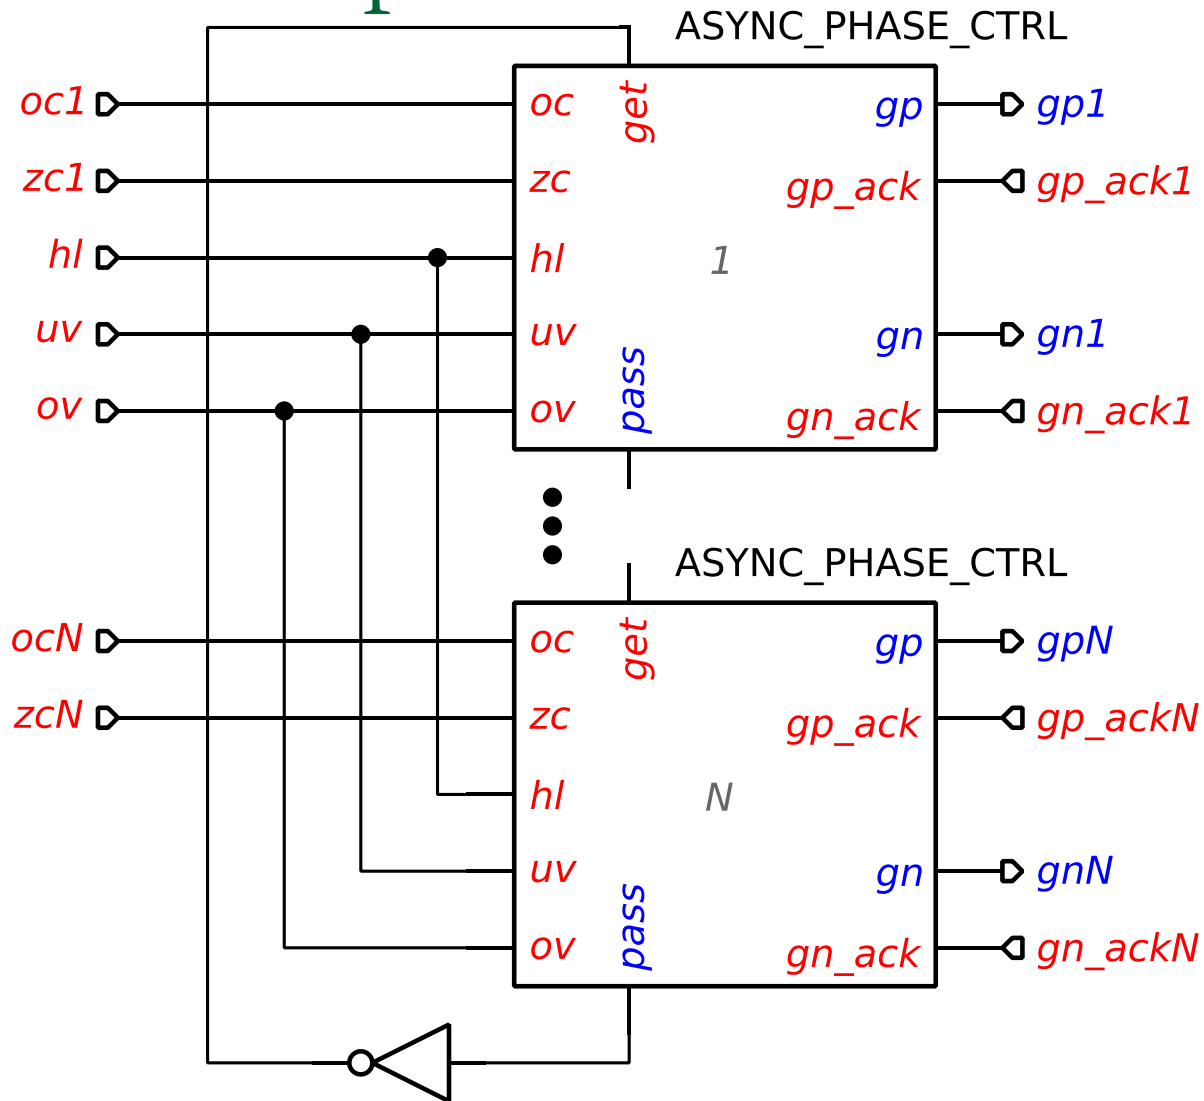 ASYNC_PHASE_CTRL
oc1 oc get gp gp1
zc1 zc gp_ack gp_ack1
hl hl 1
uv uv pass gn gn1
ov ov gn_ack gn_ack1
ASYNC_PHASE_CTRL
ocN oc get gp gpN
zcN zc gp_ack gp_ackN
hl N
uv pass gn gnN
ov gn_ack gn_ackN